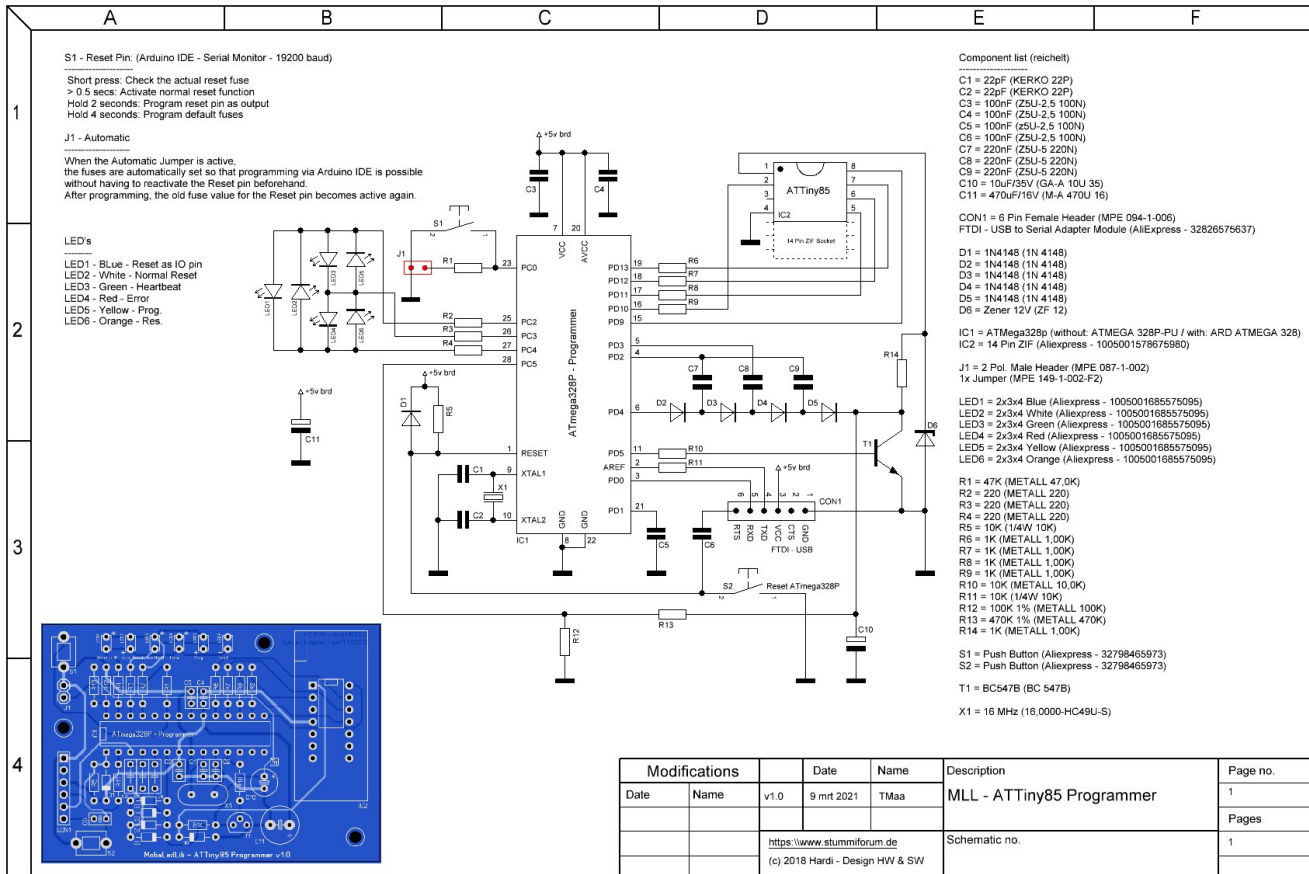 A B C D E F
1
2
3
4
S1 - Reset Pin: (Arduino IDE - Serial Monitor - 19200 baud)
Short press: Check the actual reset fuse
> 0.5 secs: Activate normal reset function
Hold 2 seconds: Program reset pin as output
Hold 4 seconds: Program default fuses
J1 - Automatic
When the Automatic Jumper is active,
the fuses are automatically set so that programming via Arduino IDE is possible
without having to reactivate the Reset pin beforehand.
After programming, the old fuse value for the Reset pin becomes active again.
LED's
LED1 - BLue - Reset as IO pin
LED2 - White - Normal Reset
LED3 - Green - Heartbeat
LED4 - Red - Error
LED5 - Yellow - Prog.
LED6 - Orange - Res.
+5v brd
C3
C4
S1
2 1
J1
R1
23 PC0
7 20
VCC AVCC
LED1
LED2
LED3
LED4
LED5
LED6
R2
R3
R4
25 PC2
26 PC3
27 PC4
28 PC5
ATmega328P - Programmer
PD13 19 R6
PD12 18 R7
PD11 17 R8
PD10 16 R9
PD9 15
PD3 5
PD2 4
PD4 6
PD5 11 R10
AREF 2 R11
PD0 3
PD1 21
1 8
2 7
3 6
4 5
ATTiny85
IC2
14 Pin ZIF Socket
C7
C8
C9
D2 D3 D4 D5
R14
T1
D6
+5v brd
C11
+5v brd
D1
R5
1 RESET
9 XTAL1
10 XTAL2
C1
X1
C2
GND GND
8 22
IC1
C5
C6
+5v brd
6 5 4 3 2 1
CON1
RTS RXD TXD VCC CTS GND
FTDI - USB
S2
2 1
Reset ATmega328P
R12
R13
C10
Component list (reichelt)
C1 = 22pF (KERKO 22P)
C2 = 22pF (KERKO 22P)
C3 = 100nF (Z5U-2,5 100N)
C4 = 100nF (Z5U-2,5 100N)
C5 = 100nF (z5U-2,5 100N)
C6 = 100nF (Z5U-2,5 100N)
C7 = 220nF (Z5U-5 220N)
C8 = 220nF (Z5U-5 220N)
C9 = 220nF (Z5U-5 220N)
C10 = 10uF/35V (GA-A 10U 35)
C11 = 470uF/16V (M-A 470U 16)
CON1 = 6 Pin Female Header (MPE 094-1-006)
FTDI - USB to Serial Adapter Module (AliExpress - 32826576637)
D1 = 1N4148 (1N 4148)
D2 = 1N4148 (1N 4148)
D3 = 1N4148 (1N 4148)
D4 = 1N4148 (1N 4148)
D5 = 1N4148 (1N 4148)
D6 = Zener 12V (ZF 12)
IC1 = ATMega328p (without: ATMEGA 328P-PU / with: ARD ATMEGA 328)
IC2 = 14 Pin ZIF (Aliexpress - 1005001578675980)
J1 = 2 Pol. Male Header (MPE 087-1-002)
1x Jumper (MPE 149-1-002-F2)
LED1 = 2x3x4 Blue (Aliexpress - 1005001685575095)
LED2 = 2x3x4 White (Aliexpress - 1005001685575095)
LED3 = 2x3x4 Green (Aliexpress - 1005001685575095)
LED4 = 2x3x4 Red (Aliexpress - 1005001685575095)
LED5 = 2x3x4 Yellow (Aliexpress - 1005001685575095)
LED6 = 2x3x4 Orange (Aliexpress - 1005001685575095)
R1 = 47K (METALL 47,0K)
R2 = 220 (METALL 220)
R3 = 220 (METALL 220)
R4 = 220 (METALL 220)
R5 = 10K (1/4W 10K)
R6 = 1K (METALL 1,00K)
R7 = 1K (METALL 1,00K)
R8 = 1K (METALL 1,00K)
R9 = 1K (METALL 1,00K)
R10 = 10K (METALL 10,0K)
R11 = 10K (1/4W 10K)
R12 = 100K 1% (METALL 100K)
R13 = 470K 1% (METALL 470K)
R14 = 1K (METALL 1,00K)
S1 = Push Button (Aliexpress - 32798465973)
S2 = Push Button (Aliexpress - 32798465973)
T1 = BC547B (BC 547B)
X1 = 16 MHz (16,0000-HC49U-S)
ATmega328P - Programmer
MobaLedLib - ATTiny85 Programmer v1.0
Modifications Date Name Description Page no.
Date Name v1.0 9 mrt 2021 TMaa MLL - ATTiny85 Programmer 1
Pages
https:\\www.stummiforum.de Schematic no. 1
(c) 2018 Hardi - Design HW & SW